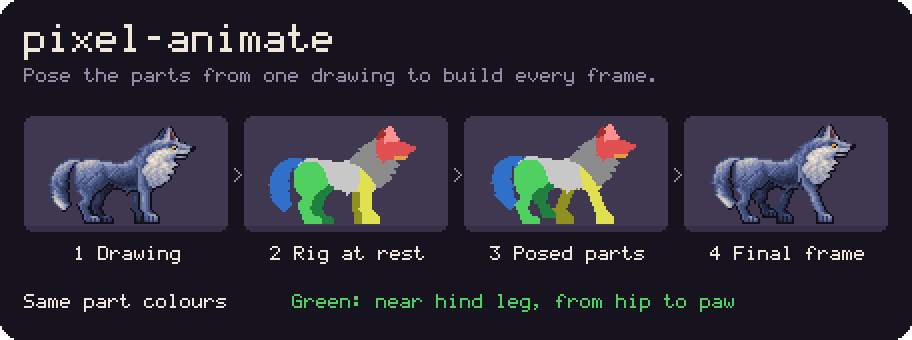 pixel-animate
Pose the parts from one drawing to build every frame.
1 Drawing
2 Rig at rest
3 Posed parts
4 Final frame
Same part colours
Green: near hind leg, from hip to paw